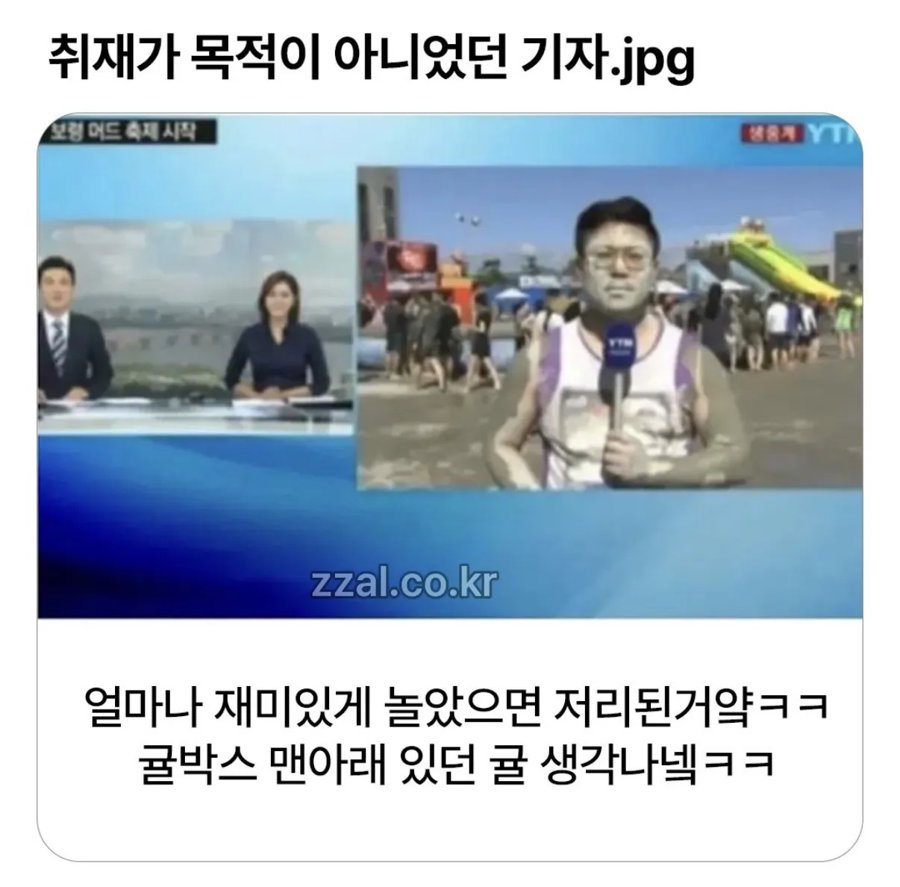 취재가 목적이 아니었던 기자.jpg
보령 머드 축제 시작
생중계 YTN
YTN
zzal.co.kr
얼마나 재미있게 놀았으면 저리된거얔ㅋㅋ
귤박스 맨아래 있던 귤 생각나넼ㅋㅋ